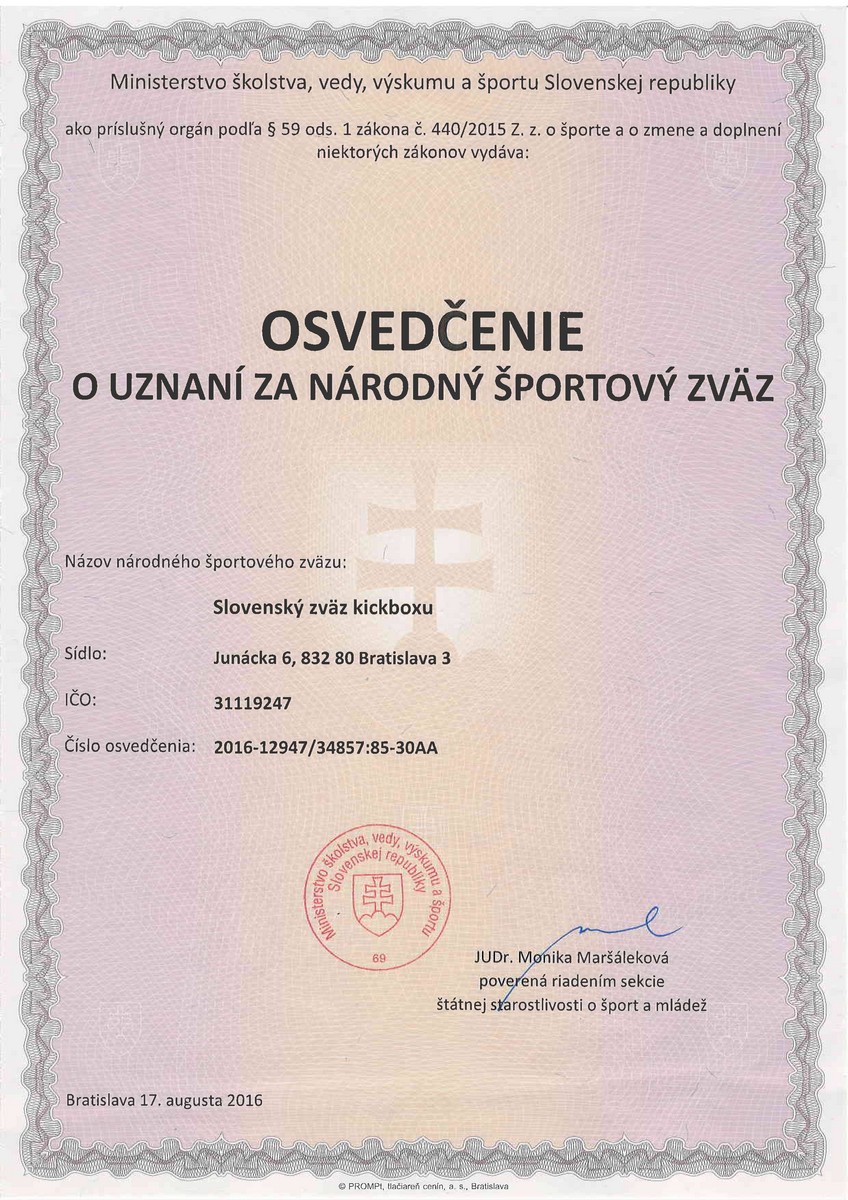 Ministerstvo školstva, vedy, výskumu a športu Slovenskej republiky
ako príslušný orgán podľa § 59 ods. 1 zákona č. 440/2015 Z. z. o športe a o zmene a doplnení
niektorých zákonov vydáva:
OSVEDČENIE
O UZNANÍ ZA NÁRODNÝ ŠPORTOVÝ ZVÄZ
Názov národného športového zväzu:
Slovenský zväz kickboxu
Sídlo: Junácka 6, 832 80 Bratislava 3
IČO: 31119247
Číslo osvedčenia: 2016-12947/34857:85-30AA
Ministerstvo školstva, vedy, výskumu a športu
Slovenskej republiky
69
JUDr. Monika Maršáleková
poverená riadením sekcie
štátnej starostlivosti o šport a mládež
Bratislava 17. augusta 2016
© PROMPt, tlačiareň cenín, a. s., Bratislava